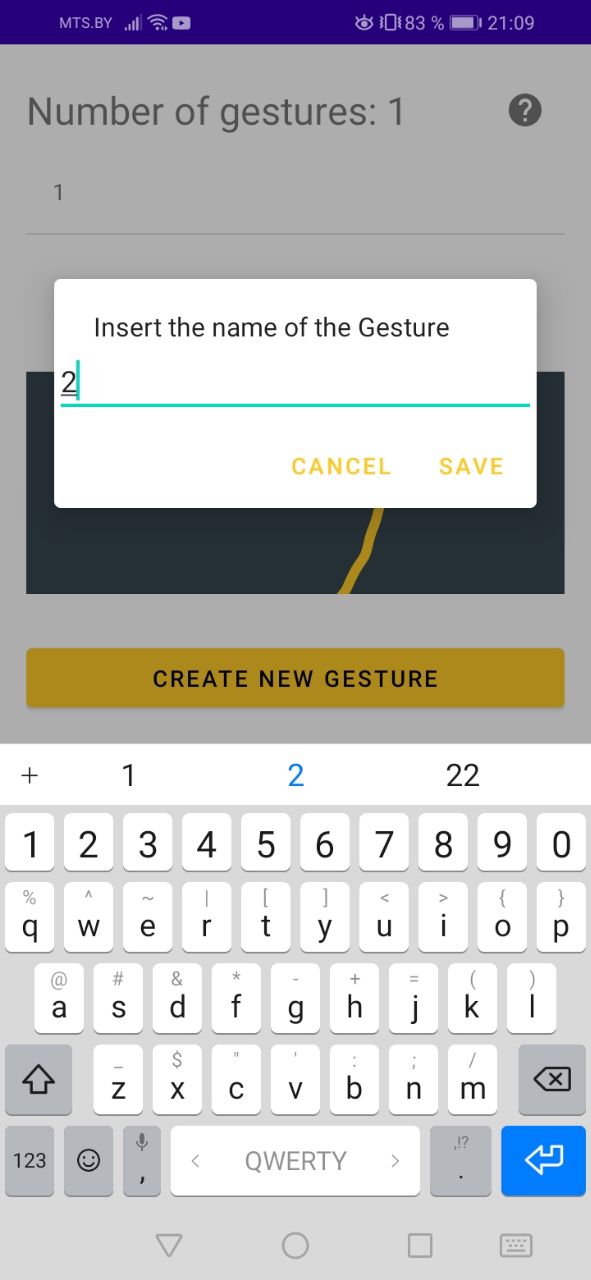 MTS.BY 83 % 21:09
Number of gestures: 1 ?
1
Insert the name of the Gesture
2
CANCEL SAVE
CREATE NEW GESTURE
+ 1 2 22
1 2 3 4 5 6 7 8 9 0
% ^ ~ | [ ] < > { }
q w e r t y u i o p
@ # & * - + = ( )
a s d f g h j k l
_ $ " ' : ; /
z x c v b n m
,!?
123 , < QWERTY > .